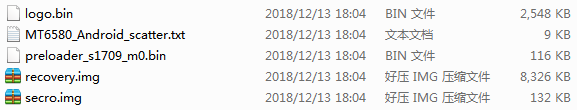 logo.bin 2018/12/13 18:04 BIN 文件 2,548 KB
MT6580_Android_scatter.txt 2018/12/13 18:04 文本文档 9 KB
preloader_s1709_m0.bin 2018/12/13 18:04 BIN 文件 116 KB
recovery.img 2018/12/13 18:04 好压 IMG 压缩文件 8,326 KB
secro.img 2018/12/13 18:04 好压 IMG 压缩文件 132 KB